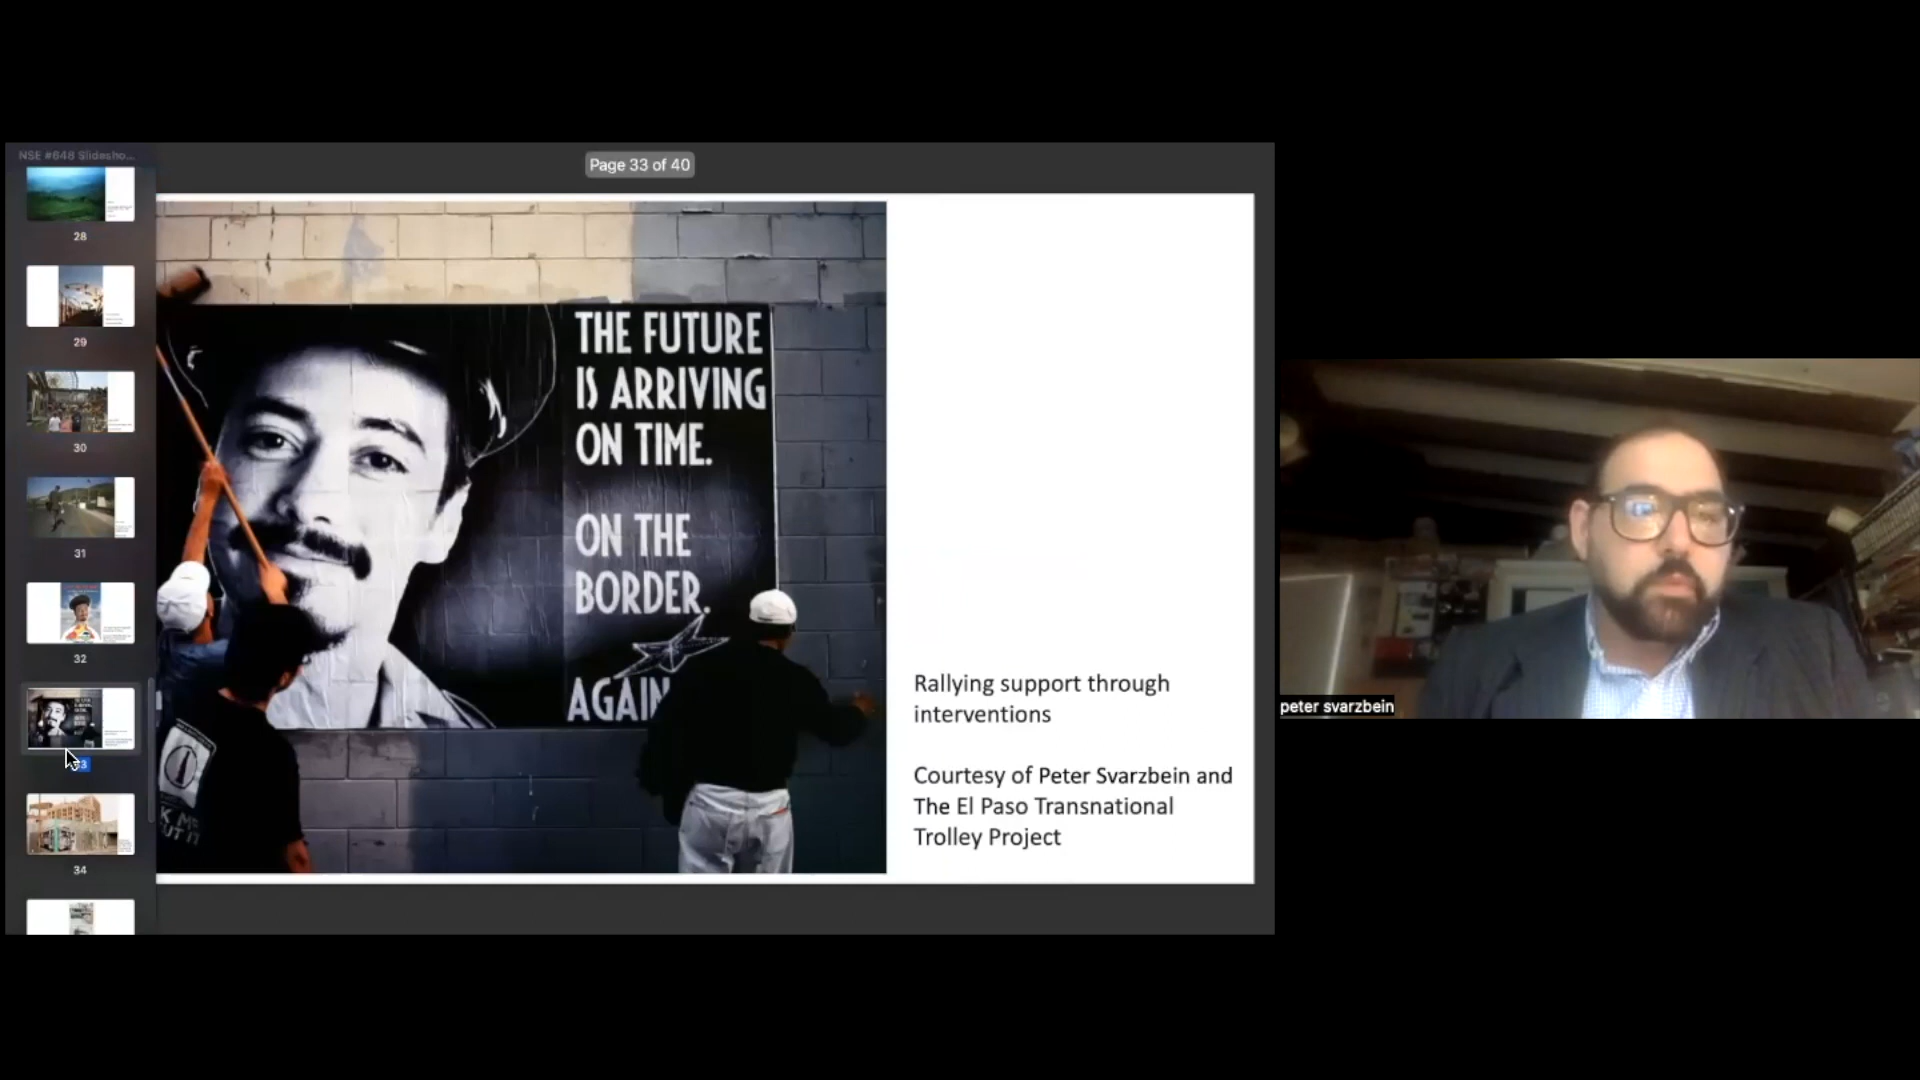 NSE #648 Slidesho...
Page 33 of 40
28
29
30
31
32
33
34
THE FUTURE
IS ARRIVING
ON TIME.
ON THE
BORDER.
AGAIN
Rallying support through
interventions
Courtesy of Peter Svarzbein and
The El Paso Transnational
Trolley Project
peter svarzbein